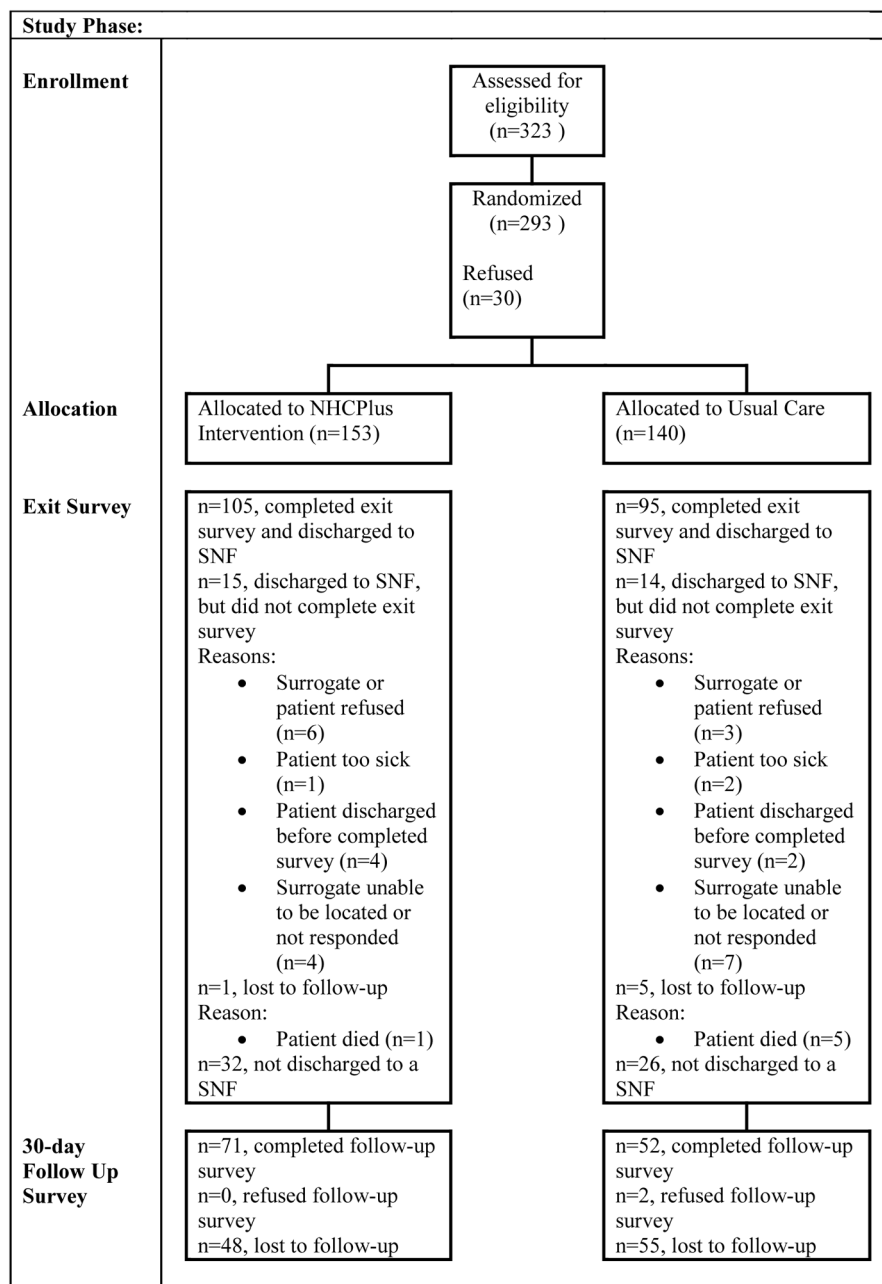 Study Phase:
Enrollment
Assessed for
eligibility
(n=323 )
Randomized
(n=293 )
Refused
(n=30)
Allocation
Allocated to NHCPlus
Intervention (n=153)
Allocated to Usual Care
(n=140)
Exit Survey
n=105, completed exit
survey and discharged to
SNF
n=15, discharged to SNF,
but did not complete exit
survey
Reasons:
• Surrogate or
patient refused
(n=6)
• Patient too sick
(n=1)
• Patient discharged
before completed
survey (n=4)
• Surrogate unable
to be located or
not responded
(n=4)
n=1, lost to follow-up
Reason:
• Patient died (n=1)
n=32, not discharged to a
SNF
n=95, completed exit
survey and discharged to
SNF
n=14, discharged to SNF,
but did not complete exit
survey
Reasons:
• Surrogate or
patient refused
(n=3)
• Patient too sick
(n=2)
• Patient discharged
before completed
survey (n=2)
• Surrogate unable
to be located or
not responded
(n=7)
n=5, lost to follow-up
Reason:
• Patient died (n=5)
n=26, not discharged to a
SNF
30-day
Follow Up
Survey
n=71, completed follow-up
survey
n=0, refused follow-up
survey
n=48, lost to follow-up
n=52, completed follow-up
survey
n=2, refused follow-up
survey
n=55, lost to follow-up